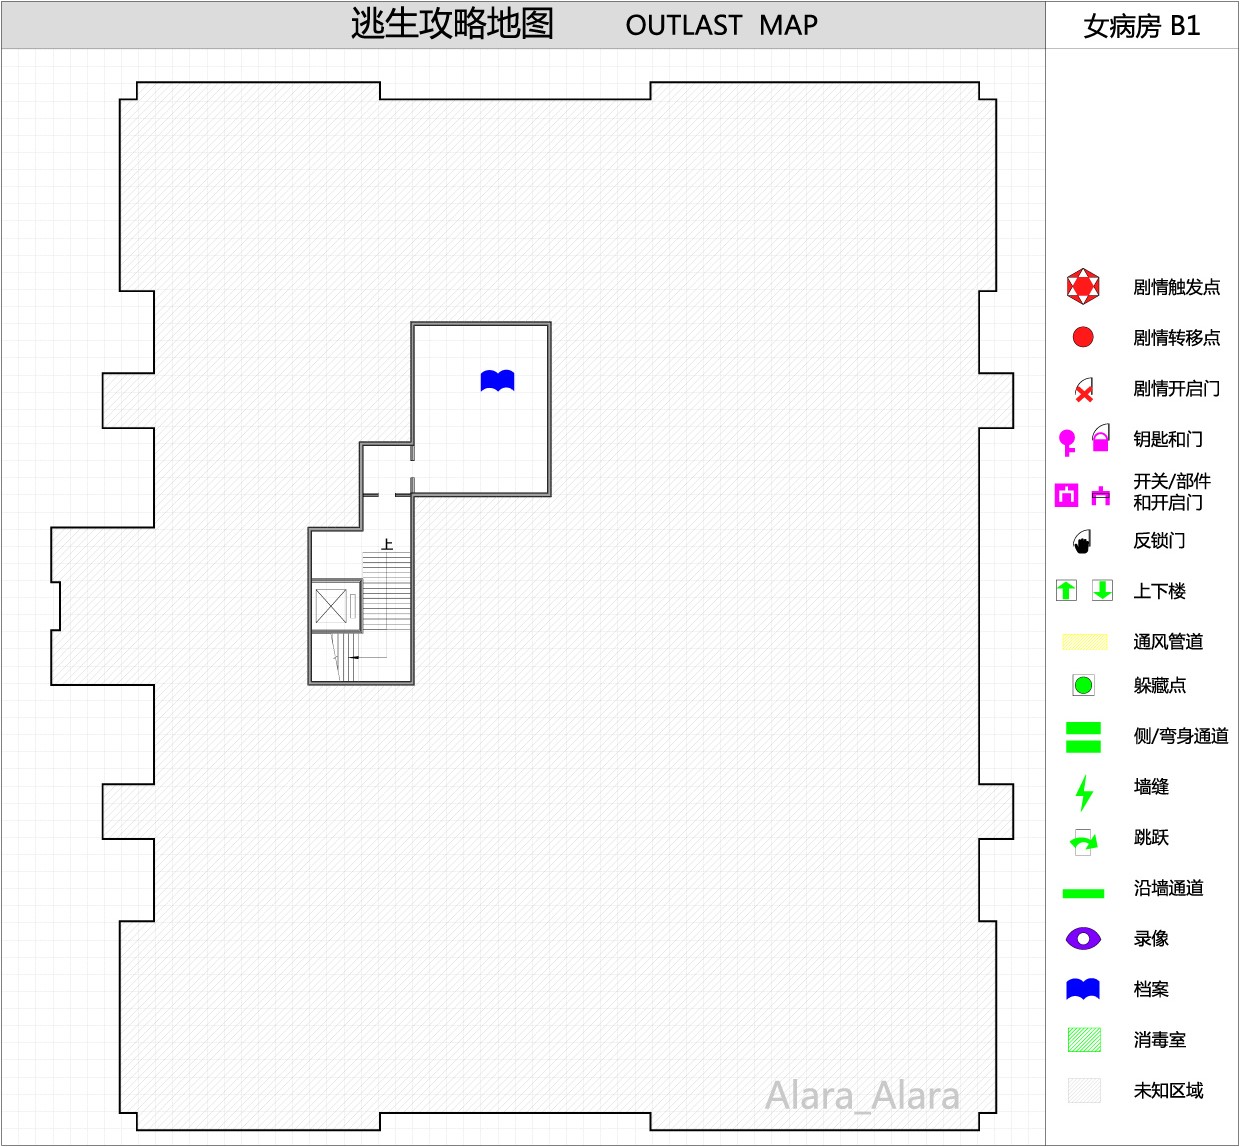 逃生攻略地图 OUTLAST MAP
女病房 B1
上
剧情触发点
剧情转移点
剧情开启门
钥匙和门
开关/部件
和开启门
反锁门
上下楼
通风管道
躲藏点
侧/弯身通道
墙缝
跳跃
沿墙通道
录像
档案
消毒室
未知区域
Alara_Alara